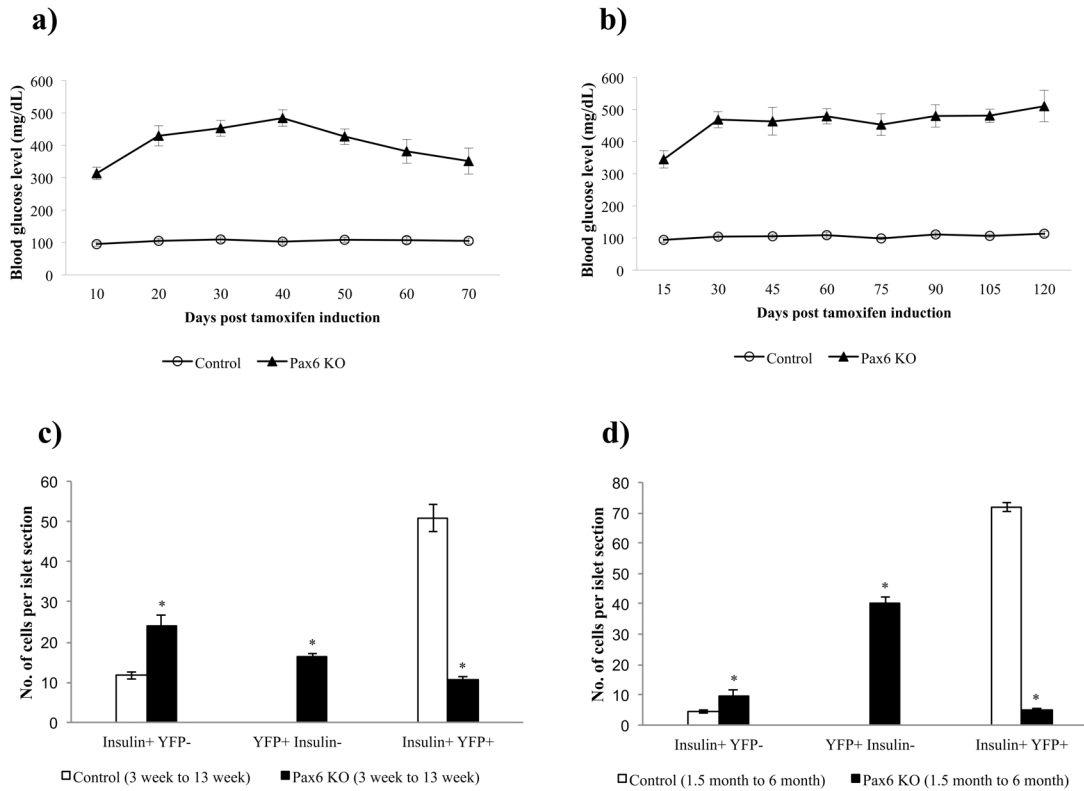 a)
Blood glucose level (mg/dL)
600
500
400
300
200
100
0
10 20 30 40 50 60 70
Days post tamoxifen induction
Control Pax6 KO
b)
Blood glucose level (mg/dL)
600
500
400
300
200
100
0
15 30 45 60 75 90 105 120
Days post tamoxifen induction
Control Pax6 KO
c)
No. of cells per islet section
60
50
40
30
20
10
0
*
*
*
Insulin+ YFP- YFP+ Insulin- Insulin+ YFP+
Control (3 week to 13 week) Pax6 KO (3 week to 13 week)
d)
No. of cells per islet section
80
70
60
50
40
30
20
10
0
*
*
*
Insulin+ YFP- YFP+ Insulin- Insulin+ YFP+
Control (1.5 month to 6 month) Pax6 KO (1.5 month to 6 month)